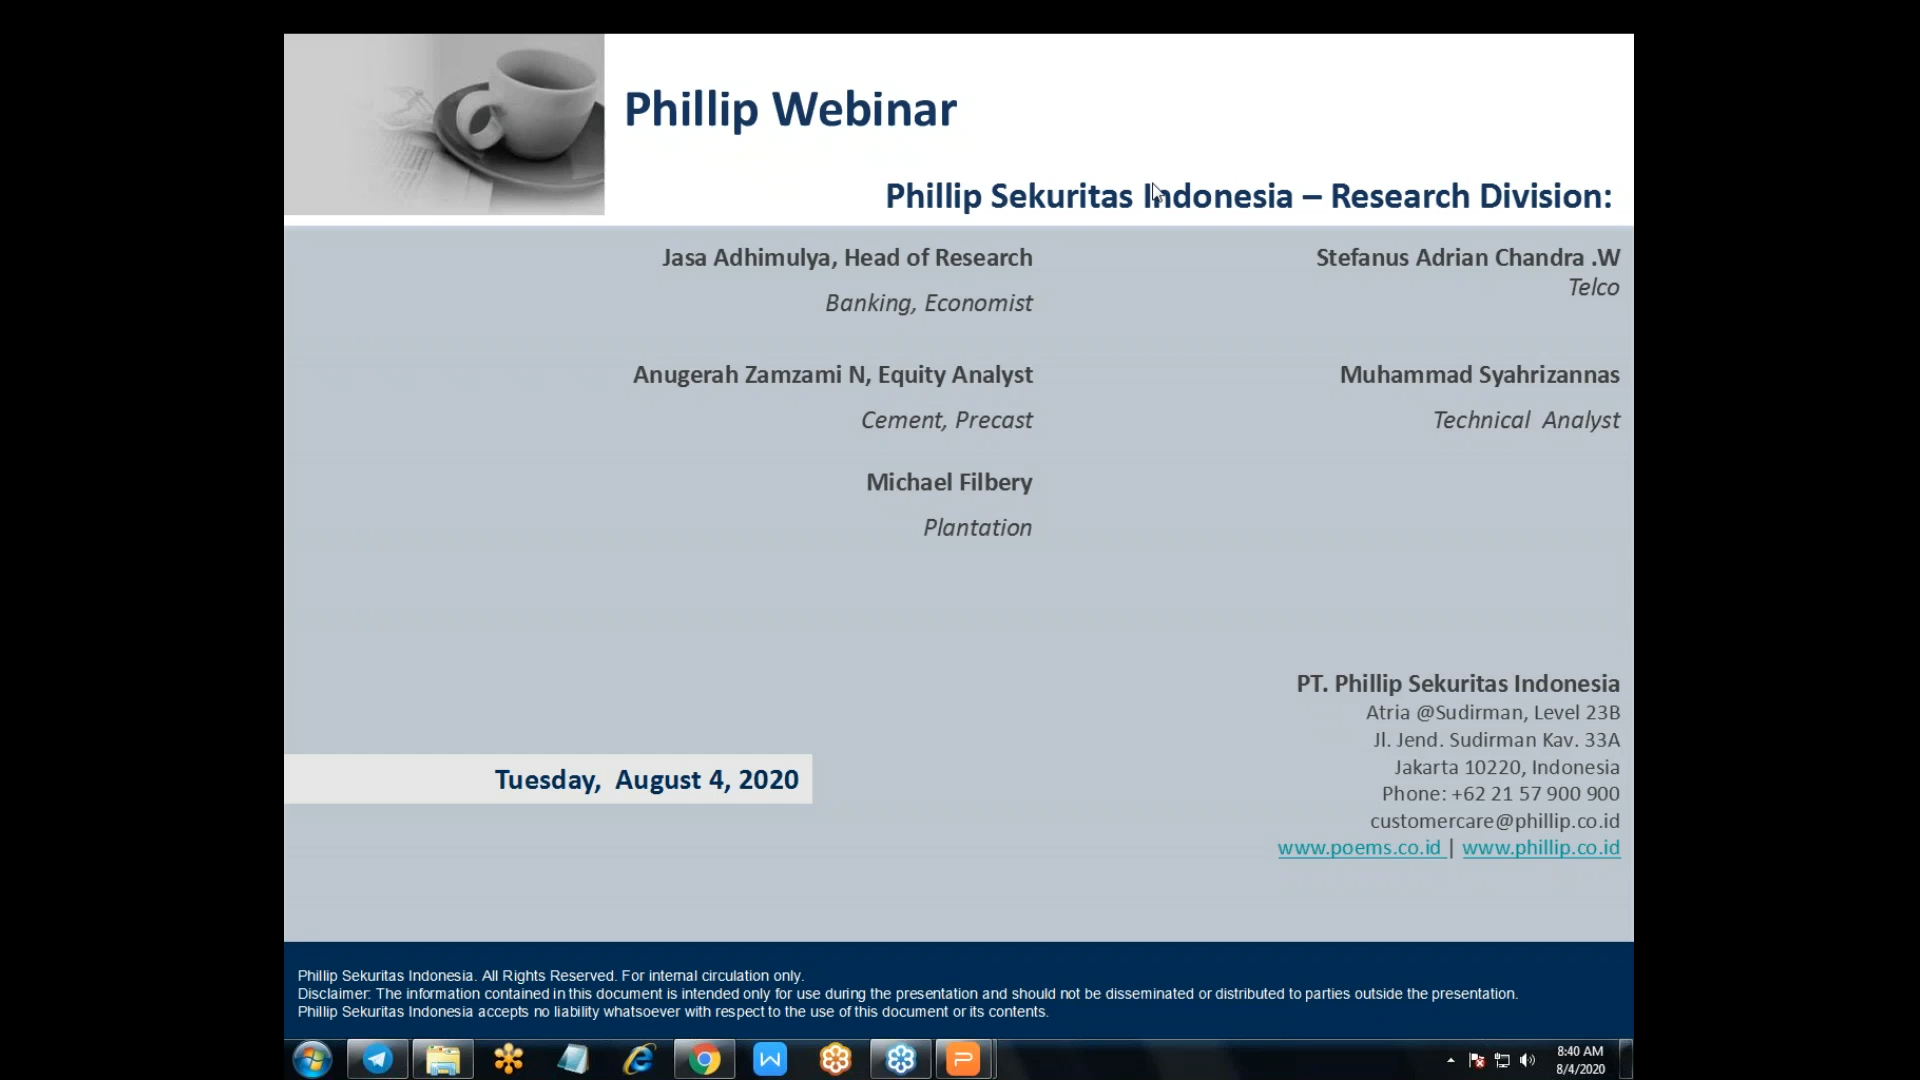 Phillip Webinar
Phillip Sekuritas Indonesia – Research Division:
Jasa Adhimulya, Head of Research
Banking, Economist
Anugerah Zamzami N, Equity Analyst
Cement, Precast
Michael Filbery
Plantation
Stefanus Adrian Chandra .W
Telco
Muhammad Syahrizannas
Technical Analyst
PT. Phillip Sekuritas Indonesia
Atria @Sudirman, Level 23B
Jl. Jend. Sudirman Kav. 33A
Jakarta 10220, Indonesia
Phone: +62 21 57 900 900
customercare@phillip.co.id
www.poems.co.id | www.phillip.co.id
Tuesday, August 4, 2020
Phillip Sekuritas Indonesia. All Rights Reserved. For internal circulation only.
Disclaimer: The information contained in this document is intended only for use during the presentation and should not be disseminated or distributed to parties outside the presentation.
Phillip Sekuritas Indonesia accepts no liability whatsoever with respect to the use of this document or its contents.
8:40 AM
8/4/2020